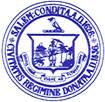 SALEM CONDITA A.D. 1626
CIVITATIS REGIMINE DONATA A.D. 1836